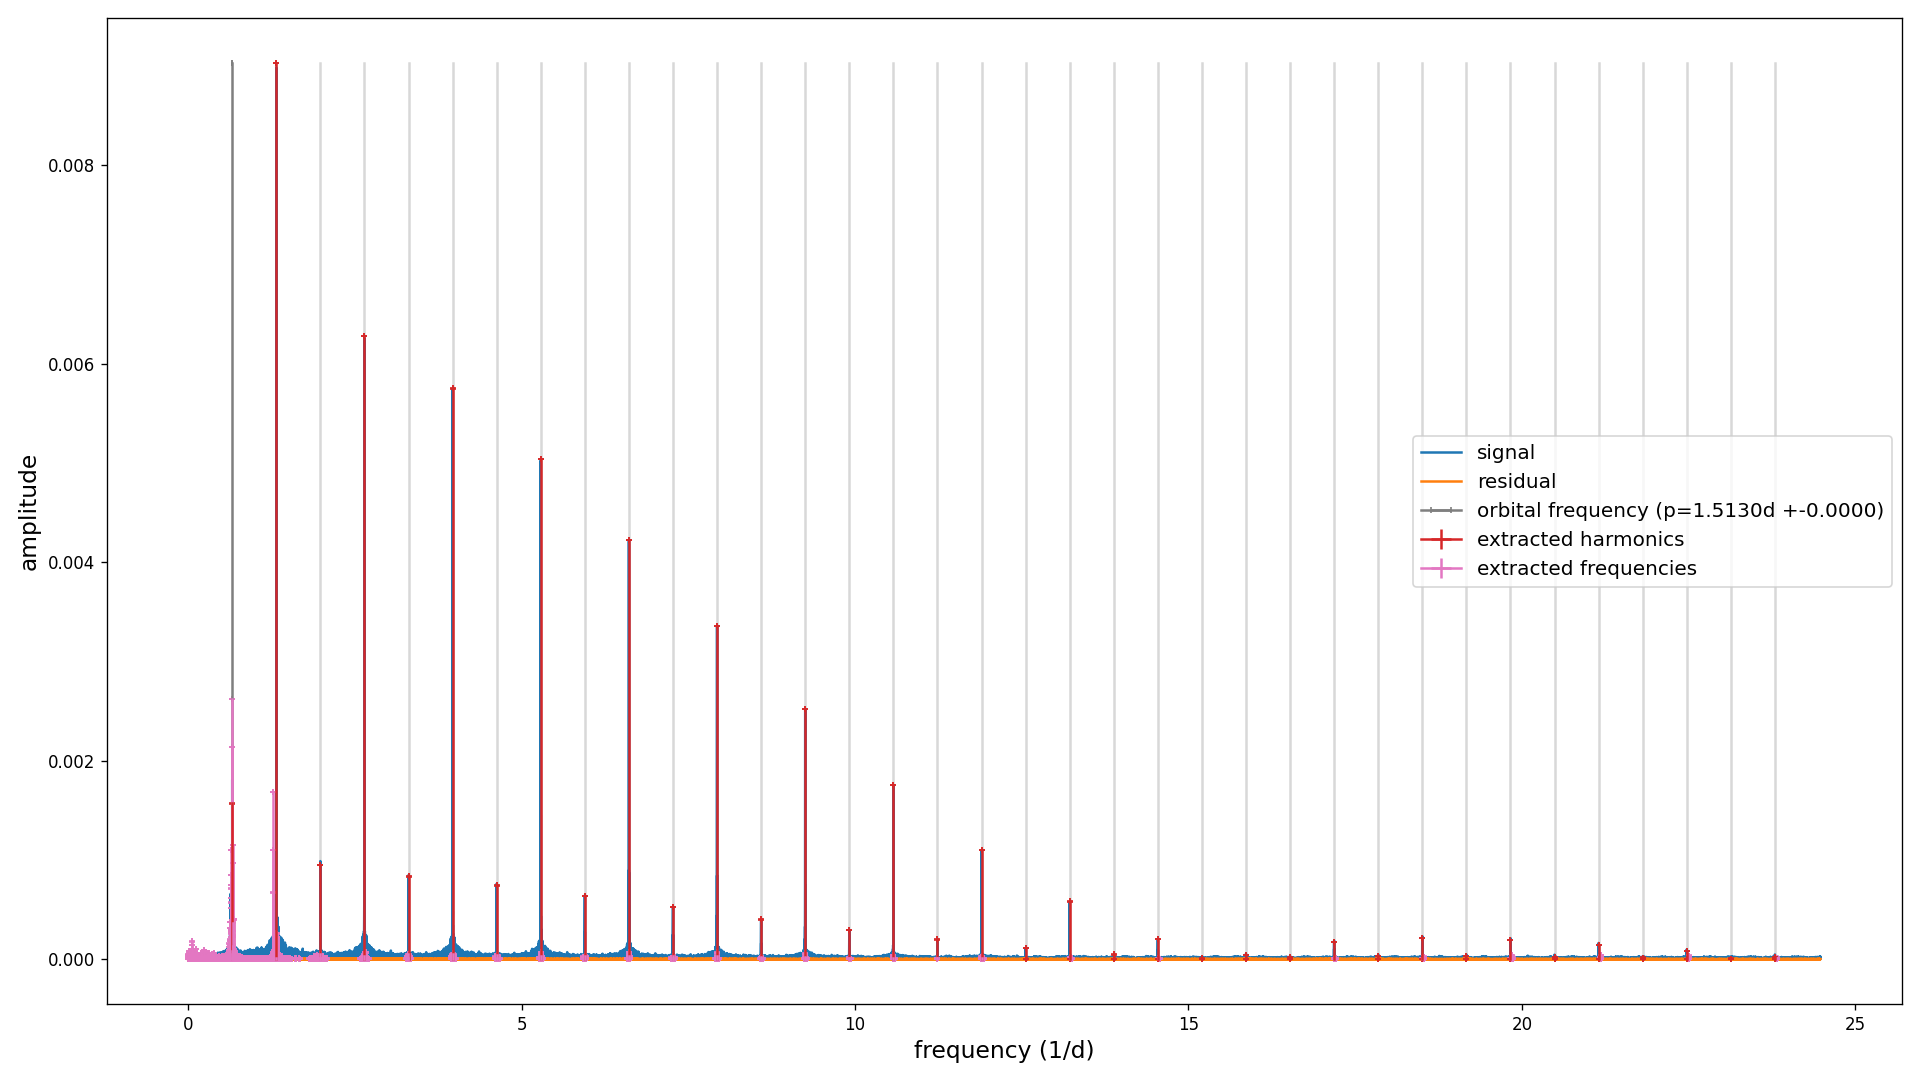 amplitude
0.008
0.006
0.004
0.002
0.000
signal
residual
orbital frequency (p=1.5130d +-0.0000)
extracted harmonics
extracted frequencies
0 5 10 15 20 25
frequency (1/d)